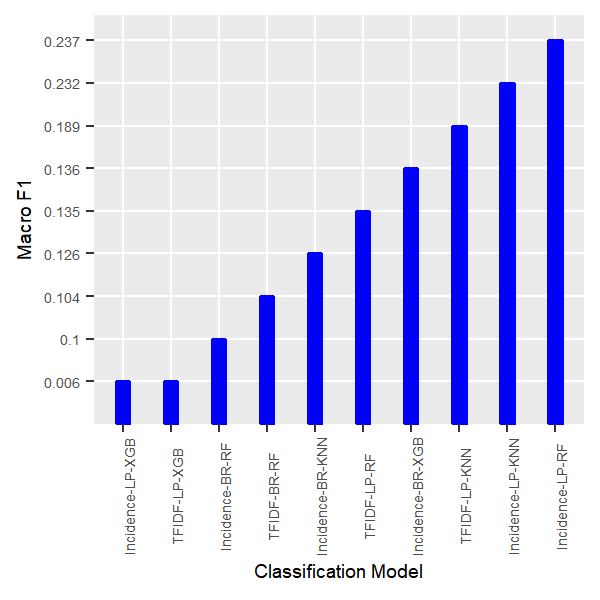 Macro F1
0.237
0.232
0.189
0.136
0.135
0.126
0.104
0.1
0.006
Incidence-LP-XGB
TFIDF-LP-XGB
Incidence-BR-RF
TFIDF-BR-RF
Incidence-BR-KNN
TFIDF-LP-RF
Incidence-BR-XGB
TFIDF-LP-KNN
Incidence-LP-KNN
Incidence-LP-RF
Classification Model